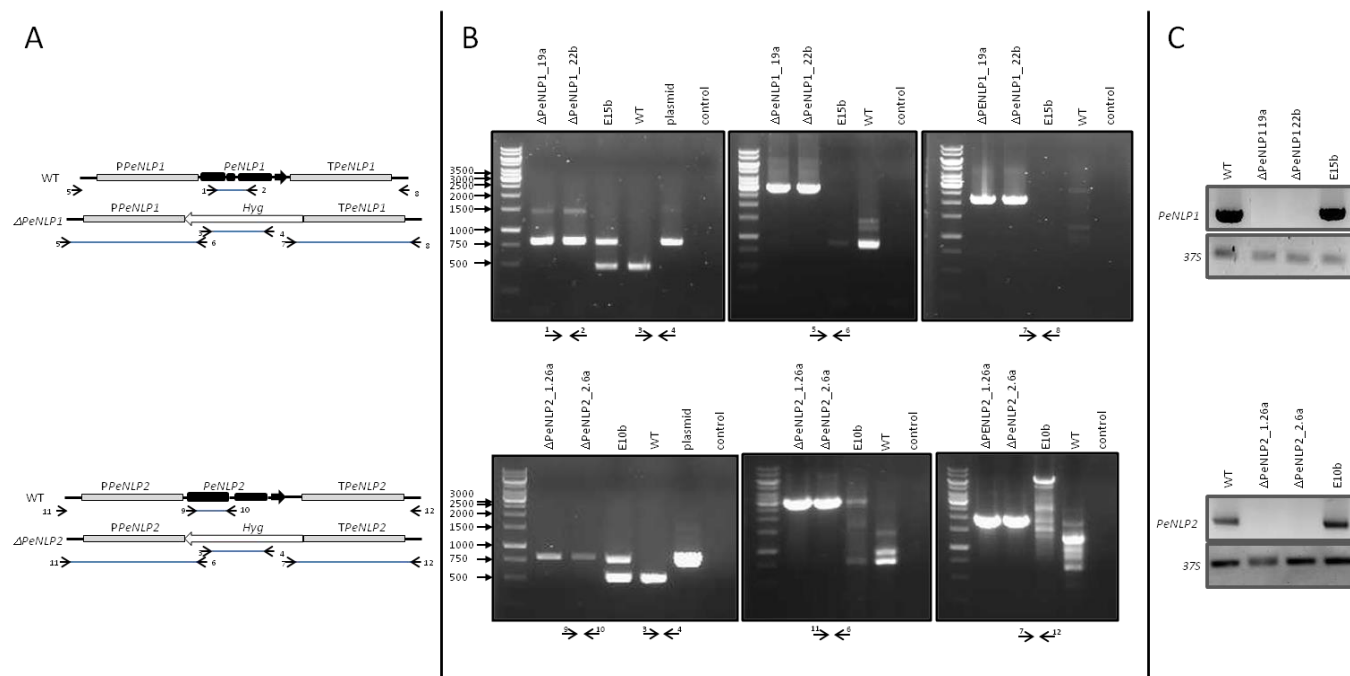 A
WT
PPeNLP1
PeNLP1
TPeNLP1
5
1
2
8
ΔPeNLP1
PPeNLP1
Hyg
TPeNLP1
5
6
3
4
7
8
WT
PPeNLP2
PeNLP2
TPeNLP2
11
9
10
12
ΔPeNLP2
PPeNLP2
Hyg
TPeNLP2
11
6
3
4
7
12
B
ΔPeNLP1_19a
ΔPeNLP1_22b
E15b
WT
plasmid
control
ΔPeNLP1_19a
ΔPeNLP1_22b
E15b
WT
control
ΔPENLP1_19a
ΔPeNLP1_22b
E15b
WT
control
3500
3000
2500
2000
1500
1000
750
500
1 2
3 4
5 6
7 8
ΔPeNLP2_1.26a
ΔPeNLP2_2.6a
E10b
WT
plasmid
control
ΔPeNLP2_1.26a
ΔPeNLP2_2.6a
E10b
WT
control
ΔPENLP2_1.26a
ΔPeNLP2_2.6a
E10b
WT
control
3000
2500
2000
1500
1000
750
500
9 10
3 4
11 6
7 12
C
WT
ΔPeNLP1 19a
ΔPeNLP1 22b
E15b
PeNLP1
37S
WT
ΔPeNLP2_1.26a
ΔPeNLP2_2.6a
E10b
PeNLP2
37S